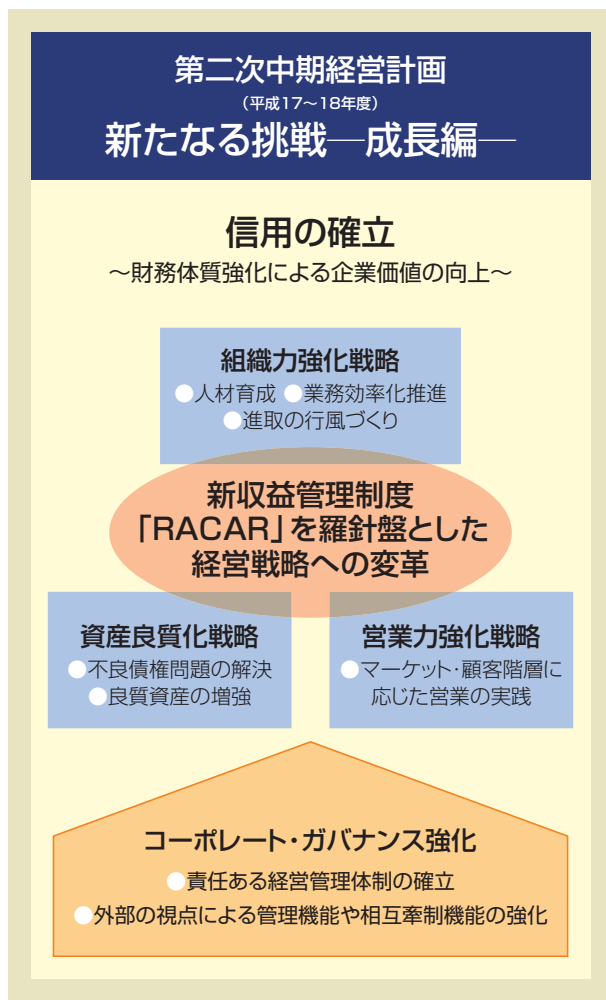 第二次中期経営計画
（平成17～18年度）
新たなる挑戦―成長編―
信用の確立
～財務体質強化による企業価値の向上～
組織力強化戦略
●人材育成 ●業務効率化推進
●進取の行風づくり
新収益管理制度
「RACAR」を羅針盤とした
経営戦略への変革
資産良質化戦略
●不良債権問題の解決
●良質資産の増強
営業力強化戦略
●マーケット・顧客階層に
応じた営業の実践
コーポレート・ガバナンス強化
●責任ある経営管理体制の確立
●外部の視点による管理機能や相互牽制機能の強化